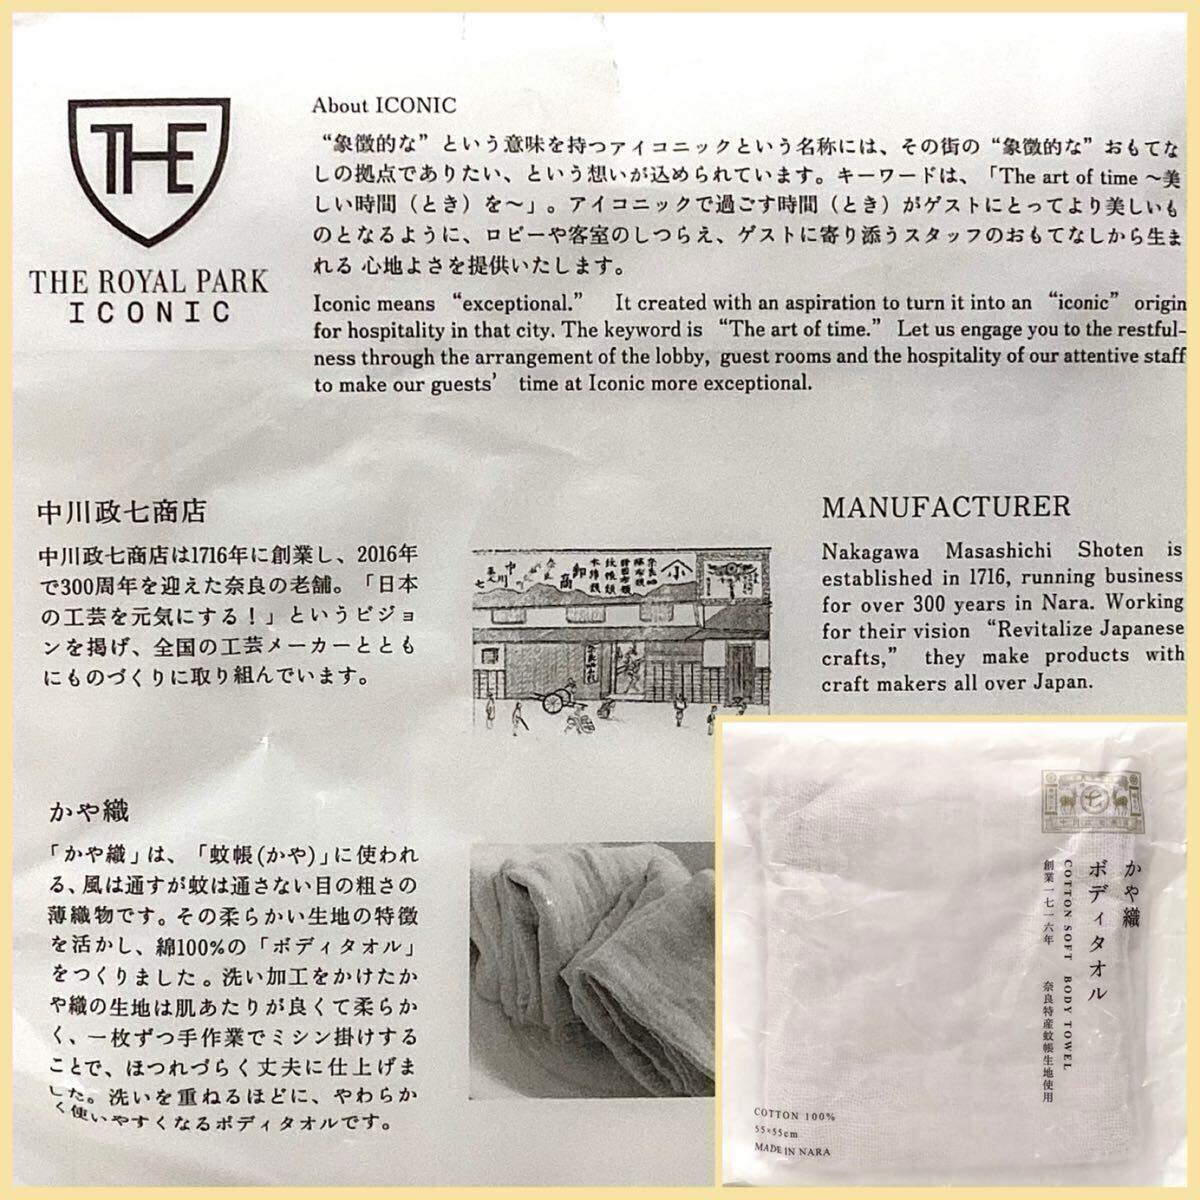 THE
THE ROYAL PARK
ICONIC
About ICONIC
“象徴的な”という意味を持つアイコニックという名称には、その街の“象徴的な”おもてな
しの拠点でありたい、という想いが込められています。キーワードは、「The art of time ～美
しい時間（とき）を～」。アイコニックで過ごす時間（とき）がゲストにとってより美しいも
のとなるように、ロビーや客室のしつらえ、ゲストに寄り添うスタッフのおもてなしから生ま
れる 心地よさを提供いたします。
Iconic means “exceptional.” It created with an aspiration to turn it into an “iconic” origin
for hospitality in that city. The keyword is “The art of time.” Let us engage you to the restful-
ness through the arrangement of the lobby, guest rooms and the hospitality of our attentive staff
to make our guests’ time at Iconic more exceptional.
中川政七商店
中川政七商店は1716年に創業し、2016年
で300周年を迎えた奈良の老舗。「日本
の工芸を元気にする！」というビジョ
ンを掲げ、全国の工芸メーカーととも
にものづくりに取り組んでいます。
MANUFACTURER
Nakagawa Masashichi Shoten is
established in 1716, running business
for over 300 years in Nara. Working
for their vision “Revitalize Japanese
crafts,” they make products with
craft makers all over Japan.
かや織
「かや織」は、「蚊帳(かや)」に使われ
る、風は通すが蚊は通さない目の粗さの
薄織物です。その柔らかい生地の特徴
を活かし、綿100%の「ボディタオル」
をつくりました。洗い加工をかけたか
や織の生地は肌あたりが良くて柔らか
く、一枚ずつ手作業でミシン掛けする
ことで、ほつれづらく丈夫に仕上げま
した。洗いを重ねるほどに、やわらか
く使いやすくなるボディタオルです。
七
かや織
ボディタオル
COTTON SOFT BODY TOWEL
創業一七一六年 奈良特産蚊帳生地使用
COTTON 100%
55×55cm
MADE IN NARA